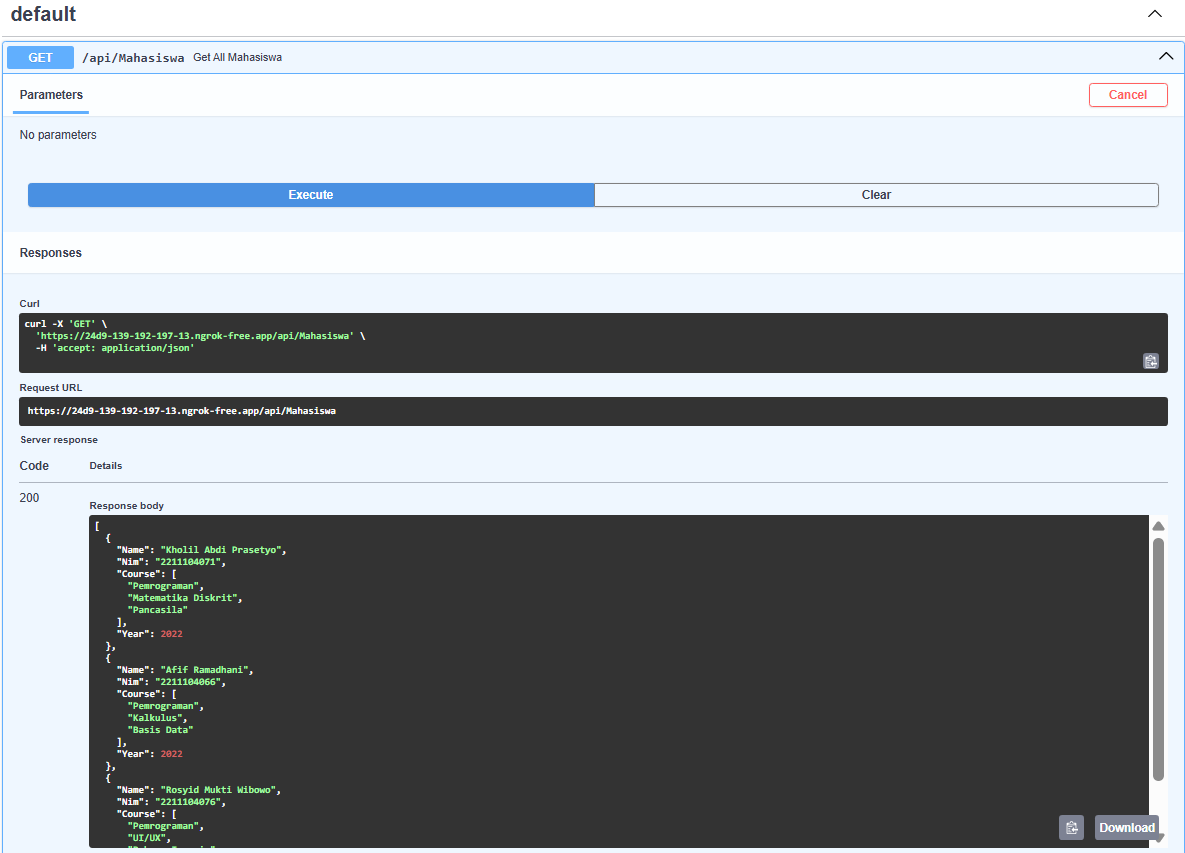 default
GET /api/Mahasiswa Get All Mahasiswa
Parameters Cancel
No parameters
Execute Clear
Responses
Curl
curl -X 'GET' \
  'https://24d9-139-192-197-13.ngrok-free.app/api/Mahasiswa' \
  -H 'accept: application/json'
Request URL
https://24d9-139-192-197-13.ngrok-free.app/api/Mahasiswa
Server response
Code Details
200
Response body
[
  {
    "Name": "Kholil Abdi Prasetyo",
    "Nim": "2211104071",
    "Course": [
      "Pemrograman",
      "Matematika Diskrit",
      "Pancasila"
    ],
    "Year": 2022
  },
  {
    "Name": "Afif Ramadhani",
    "Nim": "2211104066",
    "Course": [
      "Pemrograman",
      "Kalkulus",
      "Basis Data"
    ],
    "Year": 2022
  },
  {
    "Name": "Rosyid Mukti Wibowo",
    "Nim": "2211104076",
    "Course": [
      "Pemrograman",
      "UI/UX",
Download